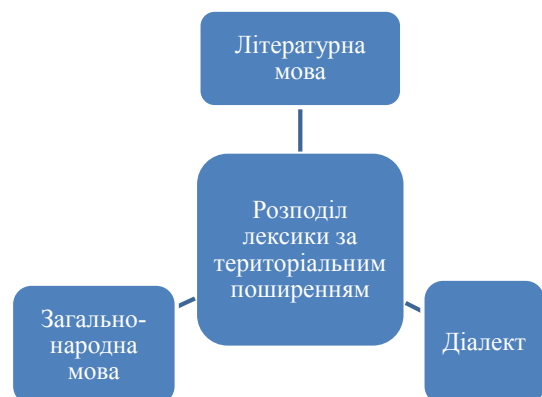 Літературна
мова
Розподіл
лексики за
територіальним
поширенням
Загально-
народна
мова
Діалект